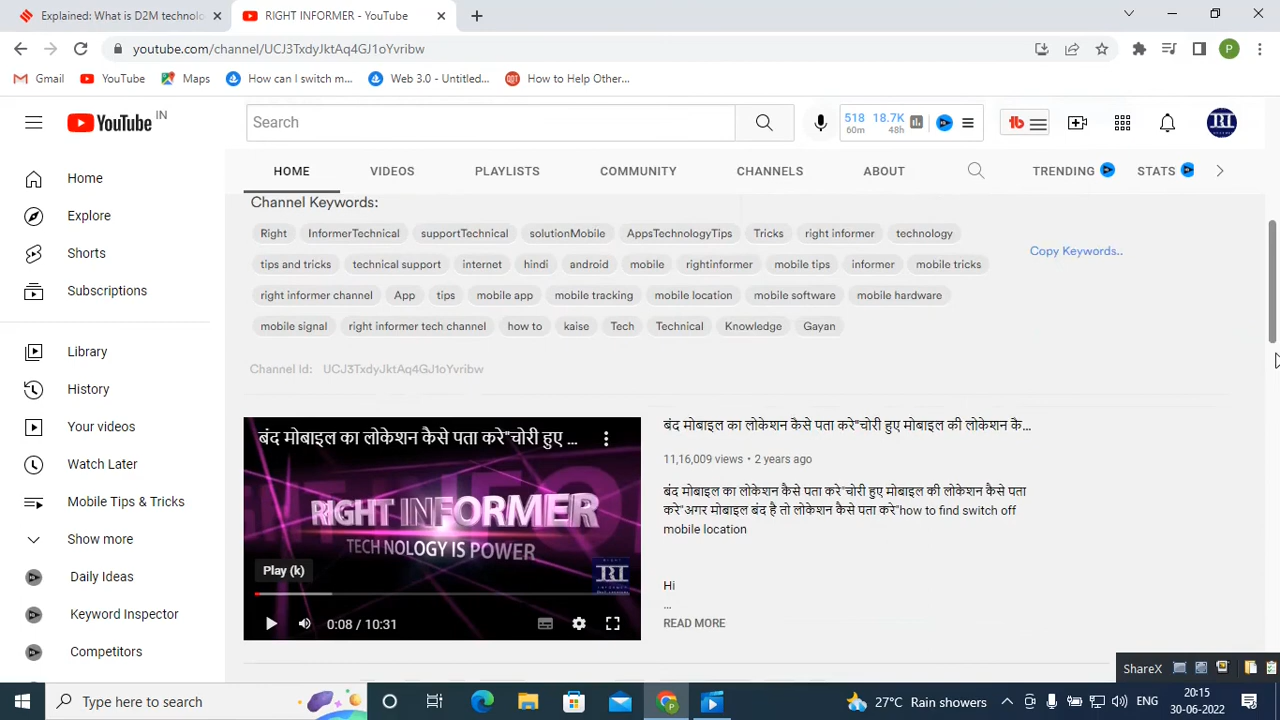 Explained: What is D2M technolo
RIGHT INFORMER - YouTube
youtube.com/channel/UCJ3TxdyJktAq4GJ1oYvribw
P
Gmail
YouTube
Maps
How can I switch m...
Web 3.0 - Untitled...
How to Help Other...
YouTube IN
Search
518 18.7K
60m 48h
tb
HOME
VIDEOS
PLAYLISTS
COMMUNITY
CHANNELS
ABOUT
TRENDING
STATS
Home
Explore
Shorts
Subscriptions
Library
History
Your videos
Watch Later
Mobile Tips & Tricks
Show more
Daily Ideas
Keyword Inspector
Competitors
Channel Keywords:
Right InformerTechnical supportTechnical solutionMobile AppsTechnologyTips Tricks right informer technology
tips and tricks technical support internet hindi android mobile rightinformer mobile tips informer mobile tricks
right informer channel App tips mobile app mobile tracking mobile location mobile software mobile hardware
mobile signal right informer tech channel how to kaise Tech Technical Knowledge Gayan
Copy Keywords..
Channel Id: UCJ3TxdyJktAq4GJ1oYvribw
बंद मोबाइल का लोकेशन कैसे पता करे"चोरी हुए ...
RIGHT INFORMER
TECHNOLOGY IS POWER
Play (k)
0:08 / 10:31
बंद मोबाइल का लोकेशन कैसे पता करे"चोरी हुए मोबाइल की लोकेशन कै...
11,16,009 views • 2 years ago
बंद मोबाइल का लोकेशन कैसे पता करे"चोरी हुए मोबाइल की लोकेशन कैसे पता
करे"अगर मोबाइल बंद है तो लोकेशन कैसे पता करे"how to find switch off
mobile location
Hi
...
READ MORE
ShareX
Type here to search
27°C Rain showers
ENG
20:15
30-06-2022